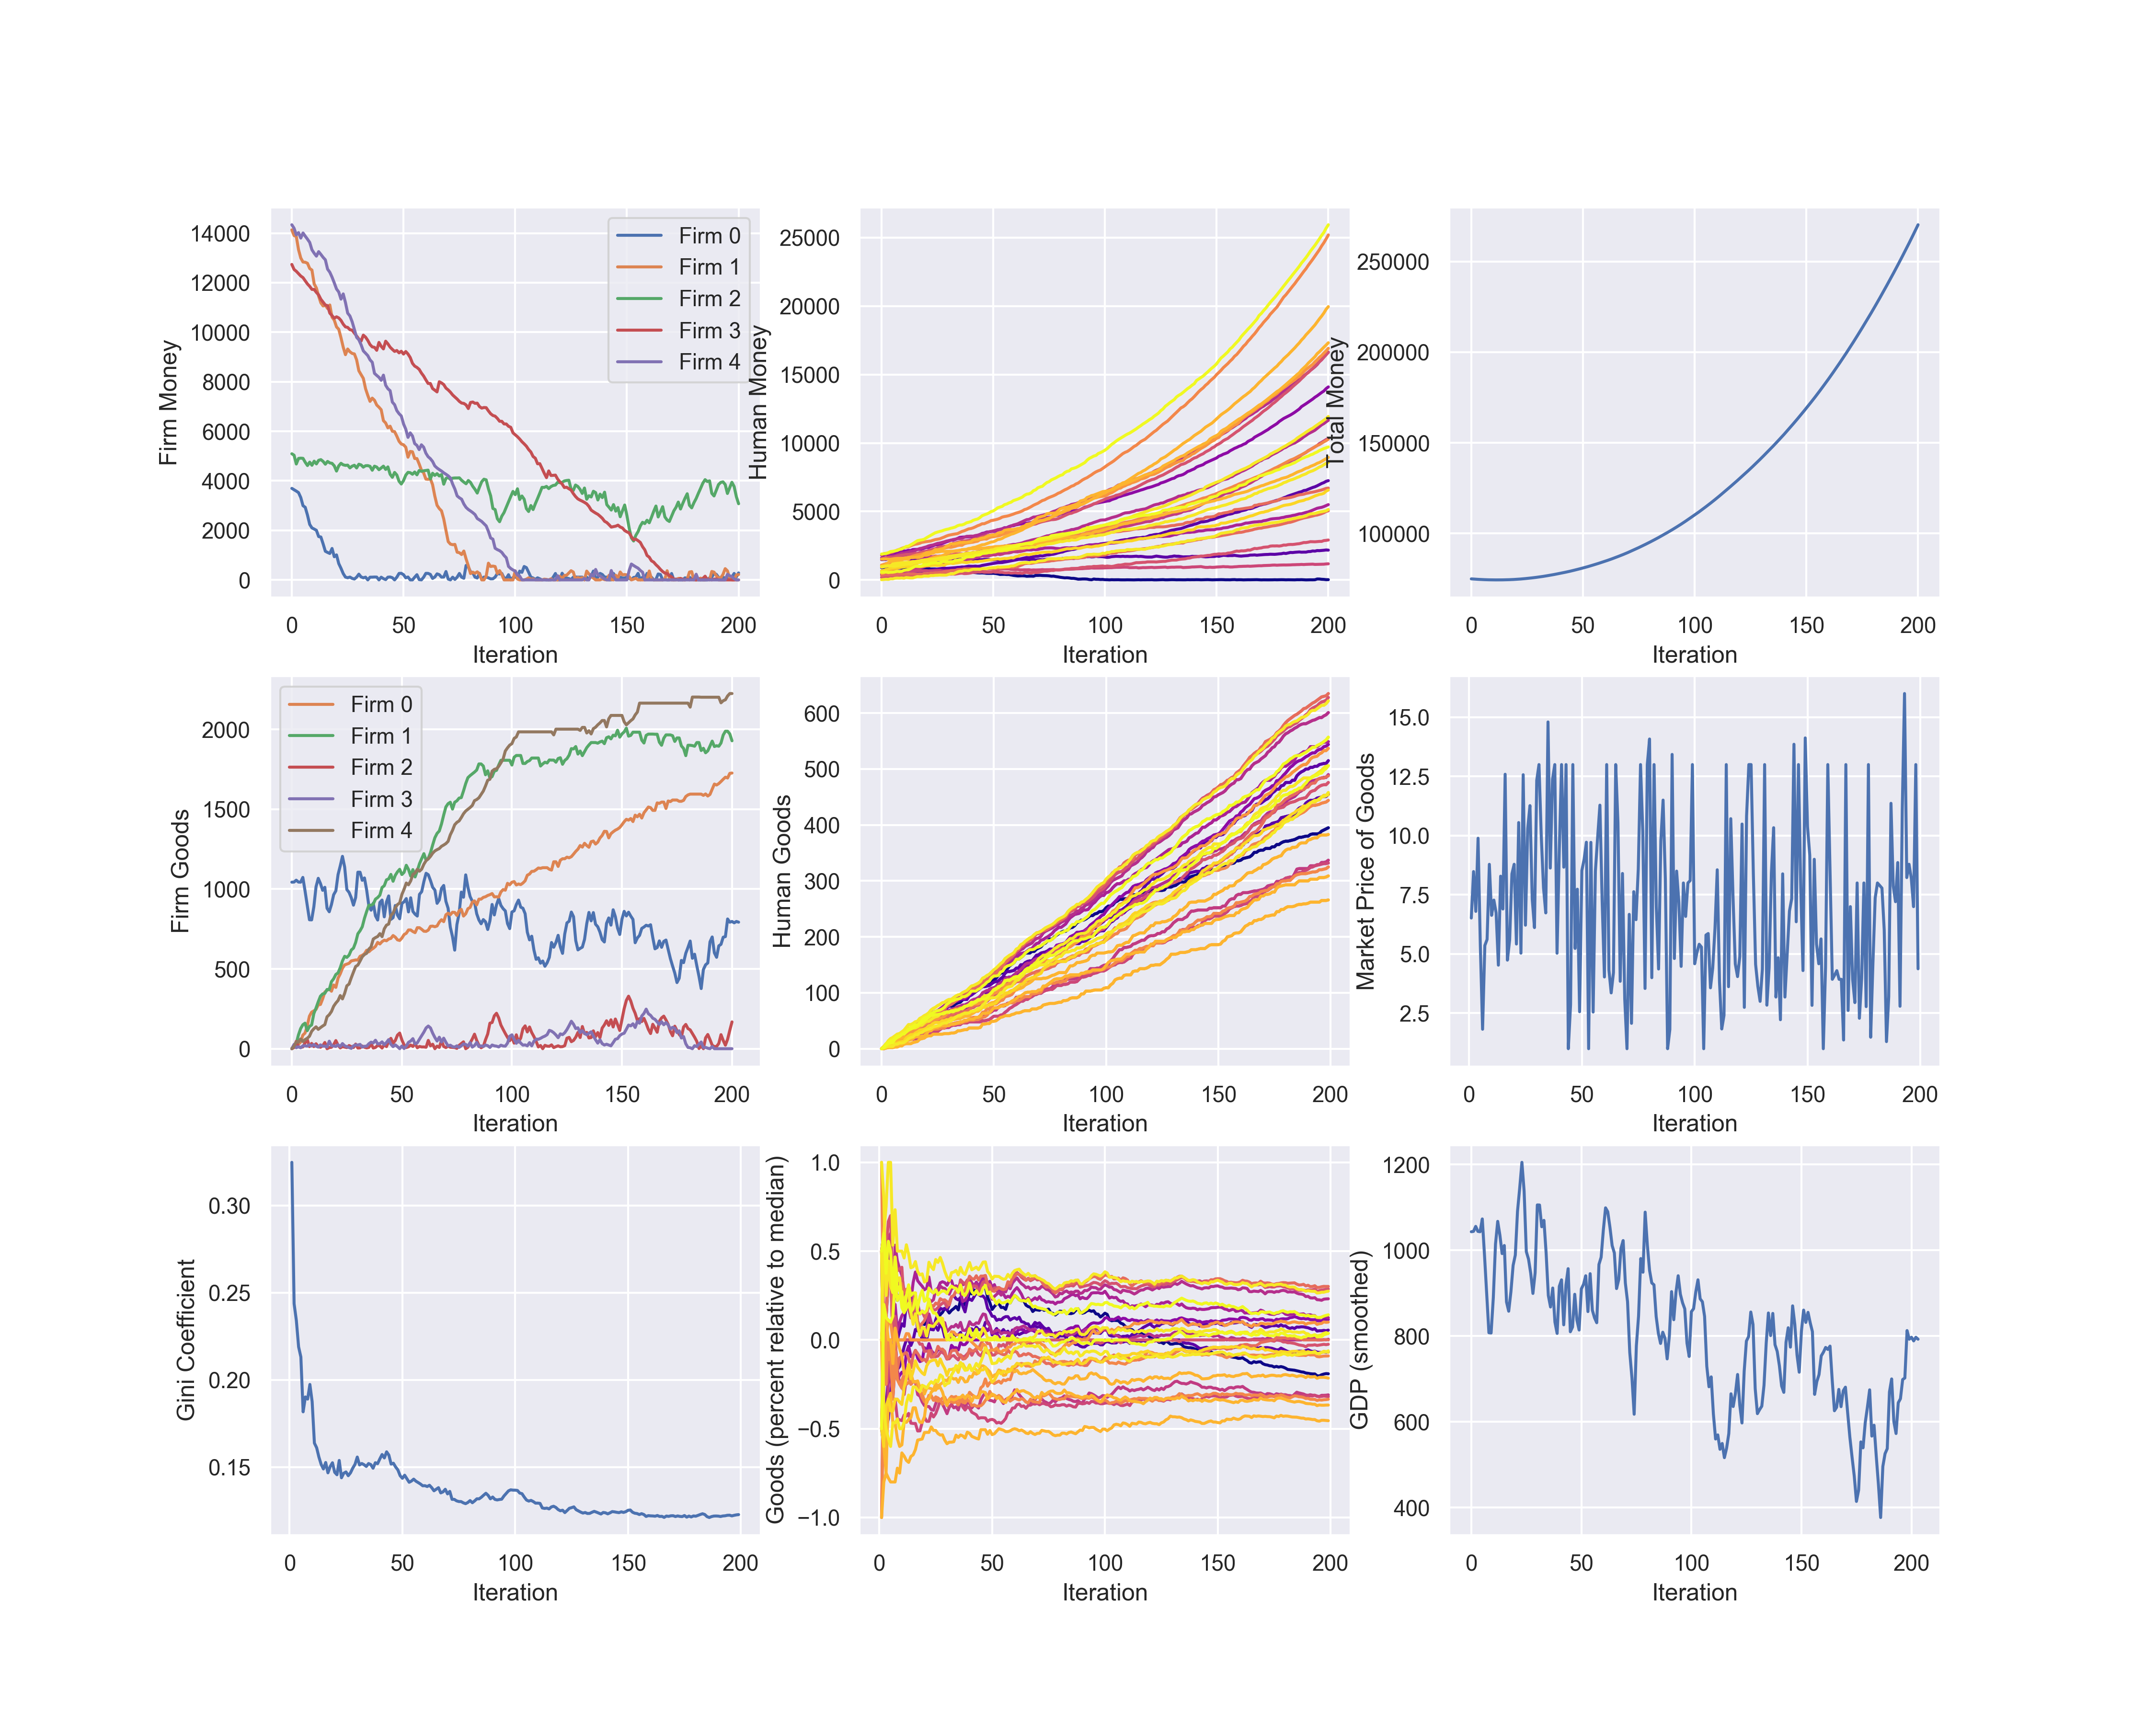 Firm Money
14000
12000
10000
8000
6000
4000
2000
0
0 50 100 150 200
Iteration
Firm 0
Firm 1
Firm 2
Firm 3
Firm 4
Human Money
25000
20000
15000
10000
5000
0
0 50 100 150 200
Iteration
Total Money
250000
200000
150000
100000
0 50 100 150 200
Iteration
Firm Goods
2000
1500
1000
500
0
0 50 100 150 200
Iteration
Firm 0
Firm 1
Firm 2
Firm 3
Firm 4
Human Goods
600
500
400
300
200
100
0
0 50 100 150 200
Iteration
Market Price of Goods
15.0
12.5
10.0
7.5
5.0
2.5
0 50 100 150 200
Iteration
Gini Coefficient
0.30
0.25
0.20
0.15
0 50 100 150 200
Iteration
Goods (percent relative to median)
1.0
0.5
0.0
−0.5
−1.0
0 50 100 150 200
Iteration
GDP (smoothed)
1200
1000
800
600
400
0 50 100 150 200
Iteration